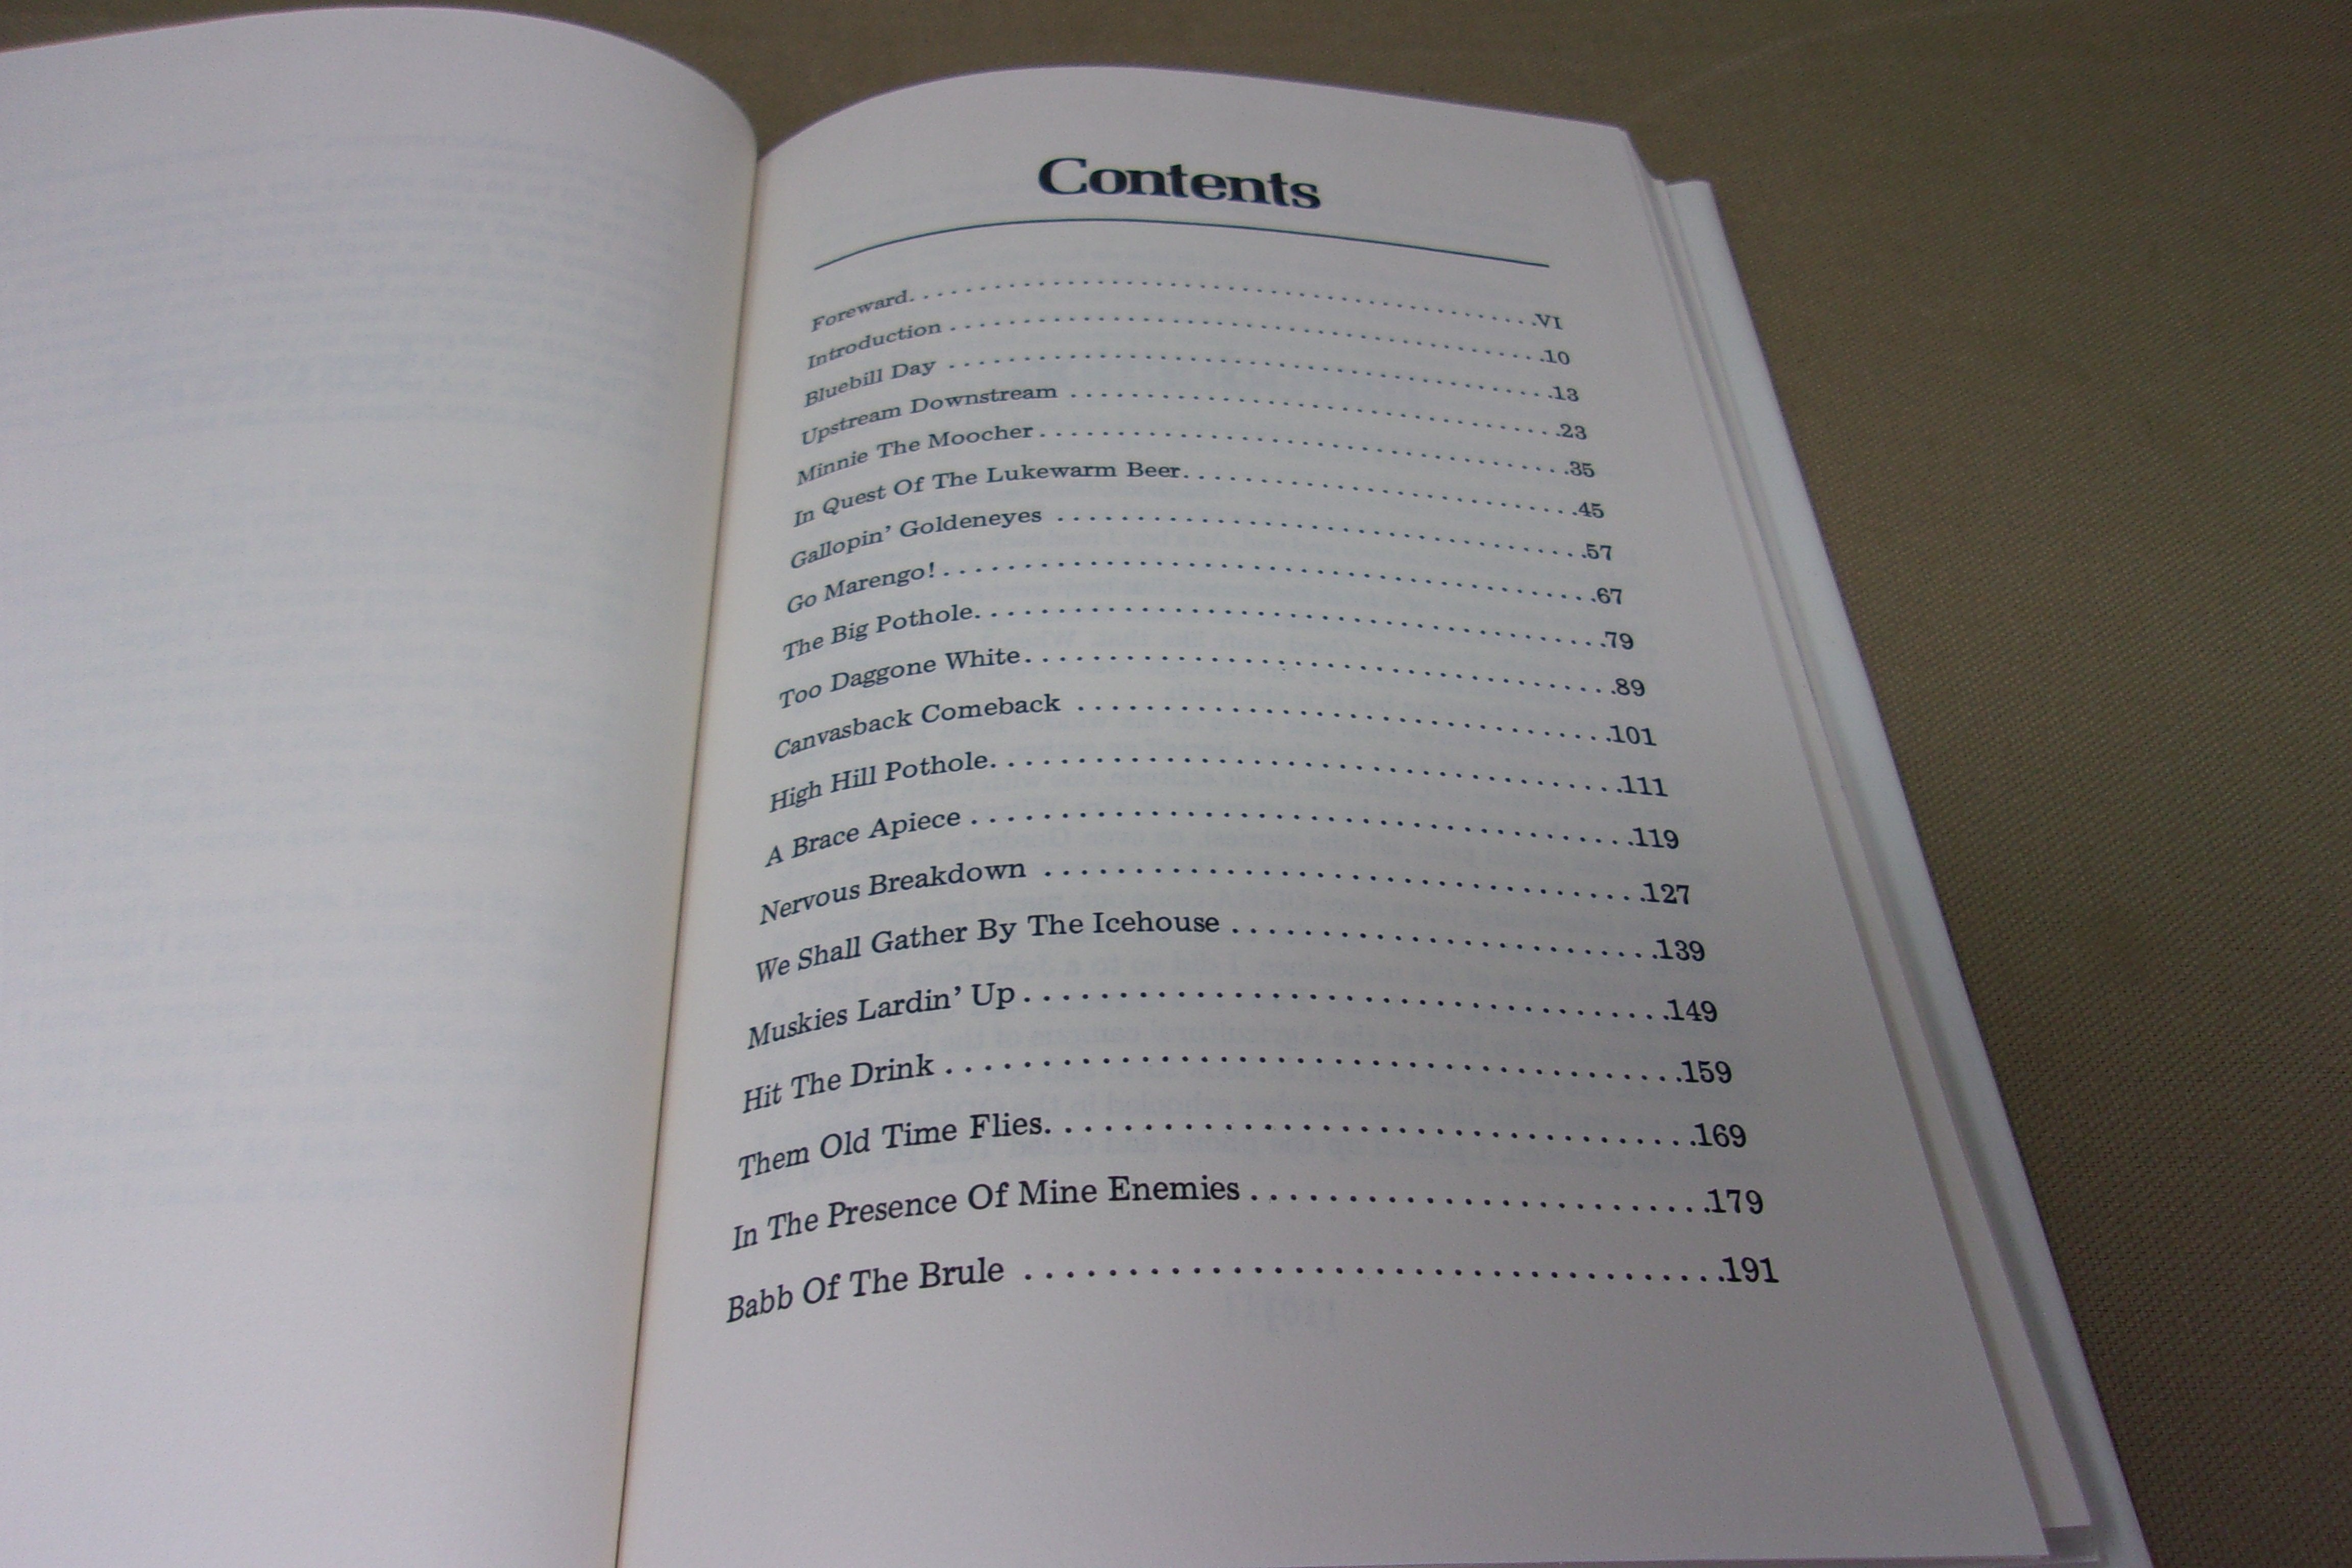 Contents
Foreward. . . . . . . . . . . . . . . . . . . . . . . . . . . . . . . . . . . . .VI
Introduction . . . . . . . . . . . . . . . . . . . . . . . . . . . . . . . . . . .10
Bluebill Day . . . . . . . . . . . . . . . . . . . . . . . . . . . . . . . . . . .13
Upstream Downstream . . . . . . . . . . . . . . . . . . . . . . . . . . .23
Minnie The Moocher . . . . . . . . . . . . . . . . . . . . . . . . . . . . .35
In Quest Of The Lukewarm Beer. . . . . . . . . . . . . . . . . . . . .45
Gallopin’ Goldeneyes . . . . . . . . . . . . . . . . . . . . . . . . . . . .57
Go Marengo! . . . . . . . . . . . . . . . . . . . . . . . . . . . . . . . . . .67
The Big Pothole. . . . . . . . . . . . . . . . . . . . . . . . . . . . . . . .79
Too Daggone White. . . . . . . . . . . . . . . . . . . . . . . . . . . . .89
Canvasback Comeback . . . . . . . . . . . . . . . . . . . . . . . . . .101
High Hill Pothole. . . . . . . . . . . . . . . . . . . . . . . . . . . . . .111
A Brace Apiece . . . . . . . . . . . . . . . . . . . . . . . . . . . . . . .119
Nervous Breakdown . . . . . . . . . . . . . . . . . . . . . . . . . . . .127
We Shall Gather By The Icehouse . . . . . . . . . . . . . . . . . . .139
Muskies Lardin’ Up . . . . . . . . . . . . . . . . . . . . . . . . . . . .149
Hit The Drink . . . . . . . . . . . . . . . . . . . . . . . . . . . . . . .159
Them Old Time Flies. . . . . . . . . . . . . . . . . . . . . . . . . . .169
In The Presence Of Mine Enemies . . . . . . . . . . . . . . . . . .179
Babb Of The Brule . . . . . . . . . . . . . . . . . . . . . . . . . . . .191